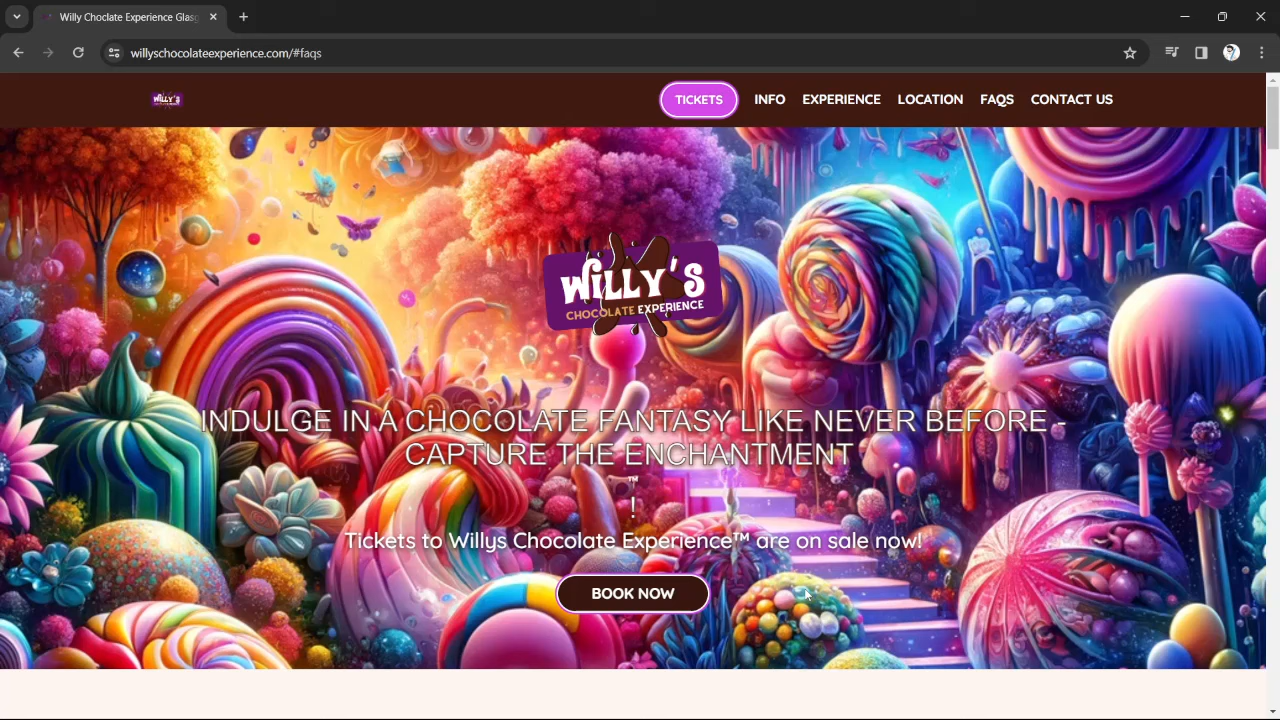 Willy Choclate Experience Glasg
willyschocolateexperience.com/#faqs
WILLY'S
TICKETS INFO EXPERIENCE LOCATION FAQS CONTACT US
WILLY'S
CHOCOLATE EXPERIENCE
INDULGE IN A CHOCOLATE FANTASY LIKE NEVER BEFORE -
CAPTURE THE ENCHANTMENT
™
!
Tickets to Willys Chocolate Experience™ are on sale now!
BOOK NOW